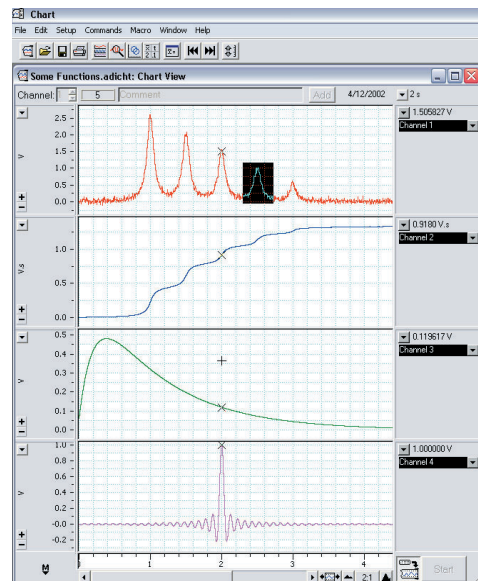 Chart
File Edit Setup Commands Macro Window Help
Some Functions.adicht: Chart View
Channel: 1 5 Comment Add 4/12/2002 2 s
2.5
2.0
1.5
1.0
0.5
0.0
V
1.505827 V
Channel 1
1.0
0.5
0.0
V.s
0.9180 V.s
Channel 2
0.5
0.4
0.3
0.2
0.1
0.0
V
0.119617 V
Channel 3
1.0
0.8
0.6
0.4
0.2
-0.0
-0.2
V
1.000000 V
Channel 4
0 1 2 3 4
M 2:1 Start